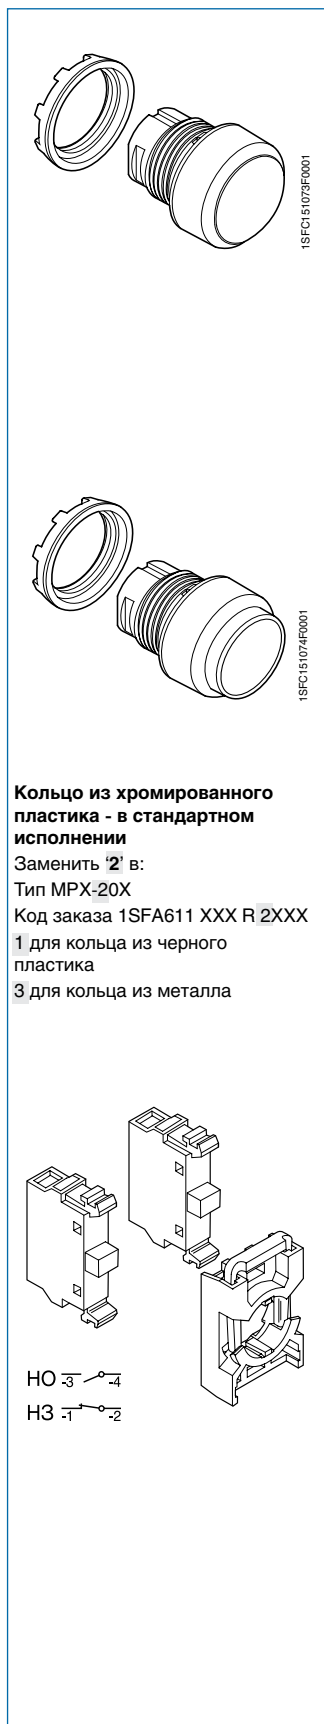 1SFC151073F0001
1SFC151074F0001
Кольцо из хромированного
пластика - в стандартном
исполнении
Заменить '2' в:
Тип MPX-20X
Код заказа 1SFA611 XXX R 2XXX
1 для кольца из черного
пластика
3 для кольца из металла
НО -3 -4
НЗ -1 -2